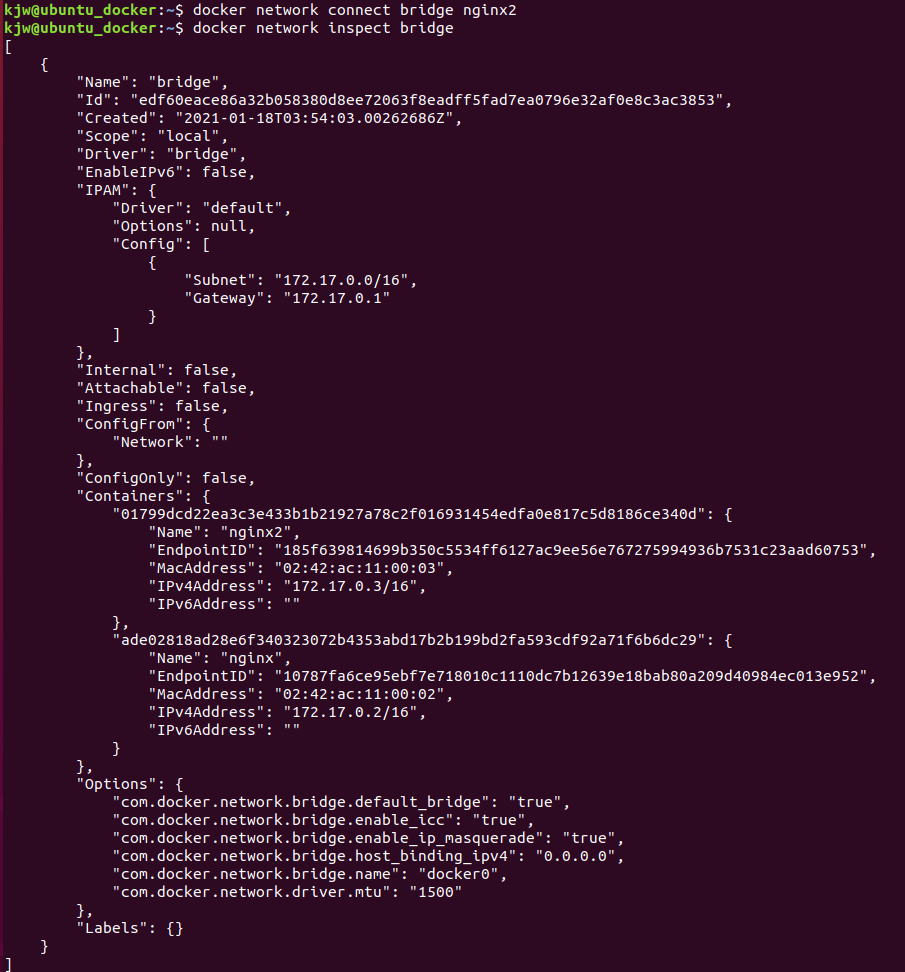 kjw@ubuntu_docker:~$ docker network connect bridge nginx2
kjw@ubuntu_docker:~$ docker network inspect bridge
[
    {
        "Name": "bridge",
        "Id": "edf60eace86a32b058380d8ee72063f8eadff5fad7ea0796e32af0e8c3ac3853",
        "Created": "2021-01-18T03:54:03.00262686Z",
        "Scope": "local",
        "Driver": "bridge",
        "EnableIPv6": false,
        "IPAM": {
            "Driver": "default",
            "Options": null,
            "Config": [
                {
                    "Subnet": "172.17.0.0/16",
                    "Gateway": "172.17.0.1"
                }
            ]
        },
        "Internal": false,
        "Attachable": false,
        "Ingress": false,
        "ConfigFrom": {
            "Network": ""
        },
        "ConfigOnly": false,
        "Containers": {
            "01799dcd22ea3c3e433b1b21927a78c2f016931454edfa0e817c5d8186ce340d": {
                "Name": "nginx2",
                "EndpointID": "185f639814699b350c5534ff6127ac9ee56e767275994936b7531c23aad60753",
                "MacAddress": "02:42:ac:11:00:03",
                "IPv4Address": "172.17.0.3/16",
                "IPv6Address": ""
            },
            "ade02818ad28e6f340323072b4353abd17b2b199bd2fa593cdf92a71f6b6dc29": {
                "Name": "nginx",
                "EndpointID": "10787fa6ce95ebf7e718010c1110dc7b12639e18bab80a209d40984ec013e952",
                "MacAddress": "02:42:ac:11:00:02",
                "IPv4Address": "172.17.0.2/16",
                "IPv6Address": ""
            }
        },
        "Options": {
            "com.docker.network.bridge.default_bridge": "true",
            "com.docker.network.bridge.enable_icc": "true",
            "com.docker.network.bridge.enable_ip_masquerade": "true",
            "com.docker.network.bridge.host_binding_ipv4": "0.0.0.0",
            "com.docker.network.bridge.name": "docker0",
            "com.docker.network.driver.mtu": "1500"
        },
        "Labels": {}
    }
]